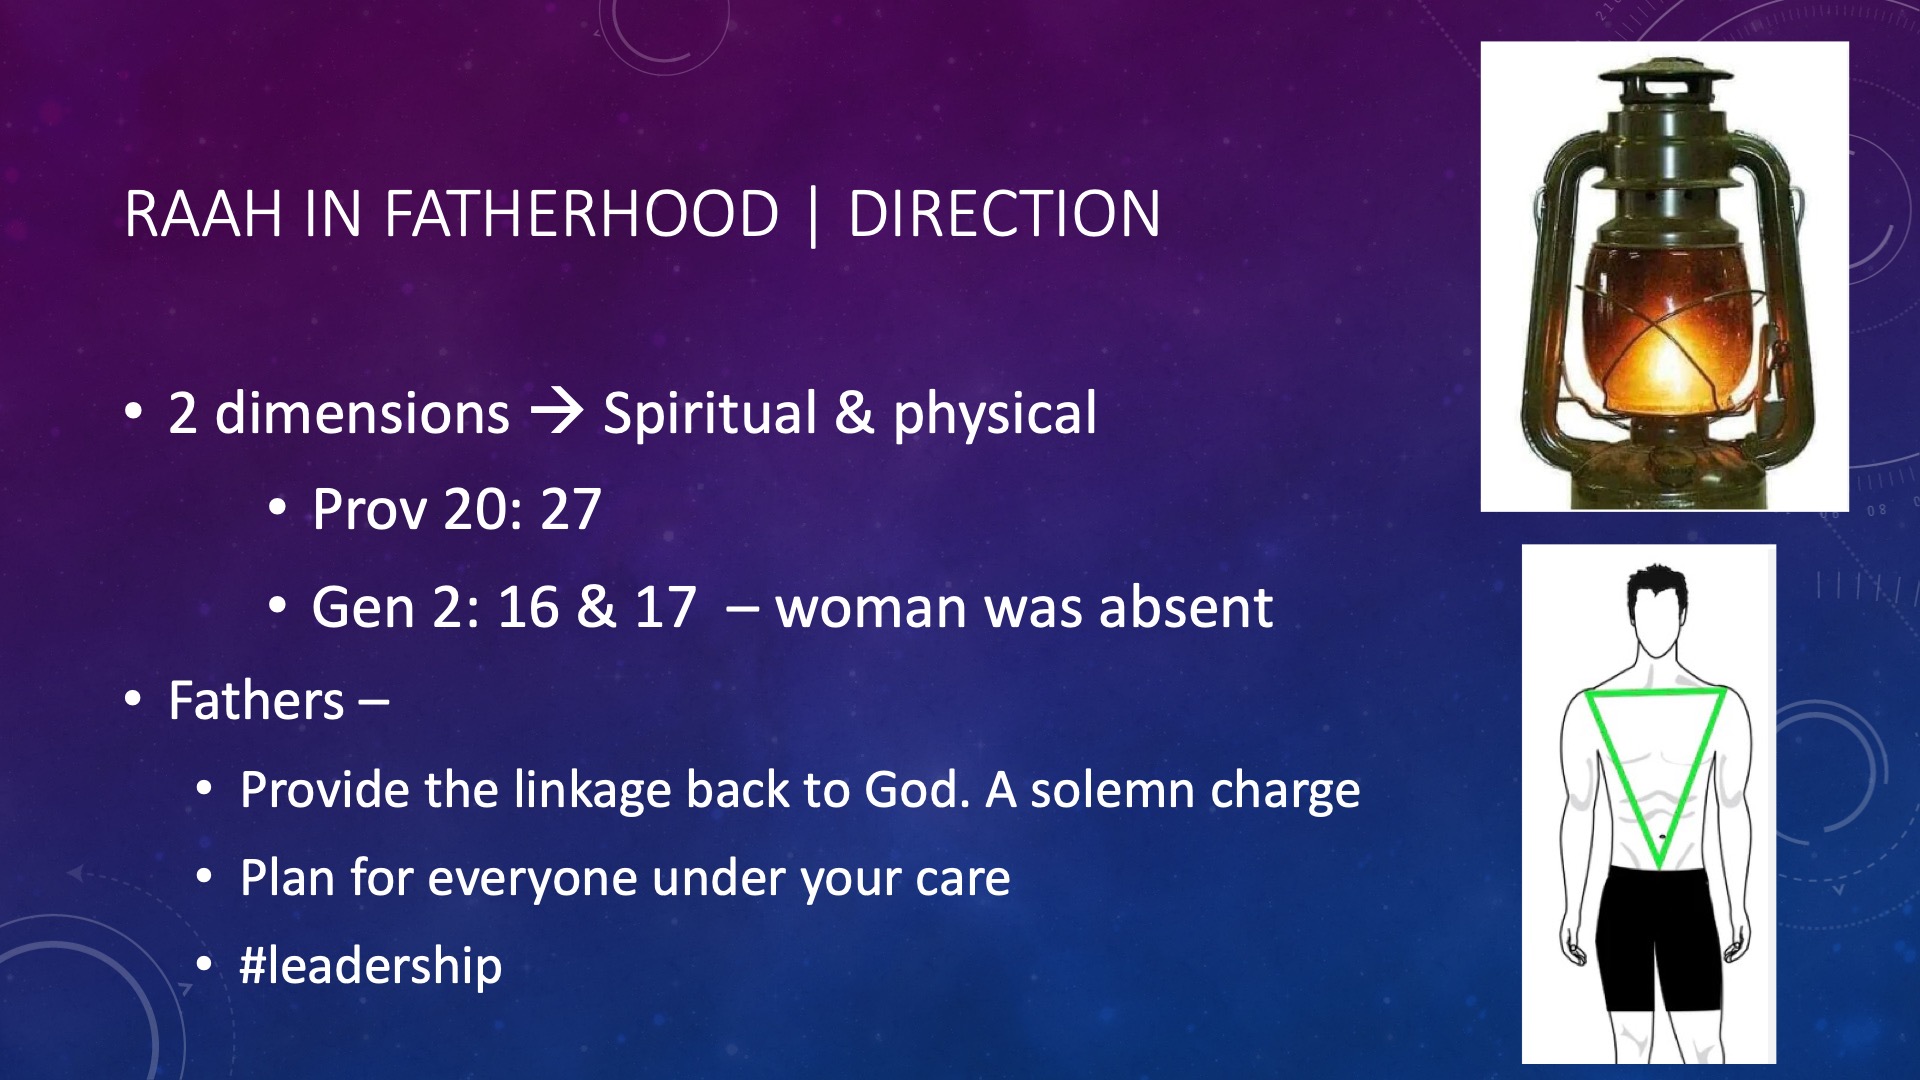 RAAH IN FATHERHOOD | DIRECTION
• 2 dimensions → Spiritual & physical
• Prov 20: 27
• Gen 2: 16 & 17 – woman was absent
• Fathers –
• Provide the linkage back to God. A solemn charge
• Plan for everyone under your care
• #leadership